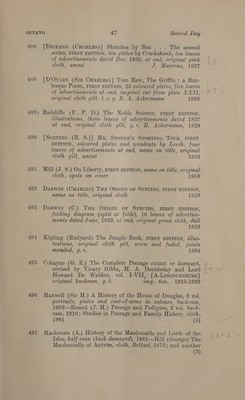 OCTAVO 47 Second Day
488 [DICKENS (CHARLES)] Sketches by Boz . . . The second
series, FIRST EDITION, ten plates by Cruikshank, ten leaves
of advertisements dated Dec. 1836, at end, original pink
cloth, uncut J. Macrone, 1837
489 [D'OYLEY (SIR CHARLES)] Tom Raw, The Griffin : a Bur-
lesque Poem, FIRST EDITION, 25 coloured plates, five leaves
of advertisements at end, imprint cut from plate XXII.
original cloth gilt, t. e. g. R. A. Ackermann 1828
489A Radcliffe (F. P. D.) The Noble Science, FIRST EDITION,
illustrations, three leaves of advertisements dated 1837
at end, original cloth gilt, g. e. R. Ackermann, 1839
490 [SURTEES (R. S.)] MR. SPONGE'S SPORTING TOUR, FIRST
EDITION, coloured plates and woodcuts by Leech, four
leaves of advertisements at end, name on title, original
cloth gilt, uncut 1853
491 Mill (J. S.) On Liberty, FIRST EDITION, name on title, original
cloth, spots on cover 1859
492 DARWIN (CHARLES) THE ORIGIN OF SPECIES, FIRST EDITION,
name on title, original cloth 1859
493 DARWIN (C.) THE ORIGIN OF SPECIES, FIRST EDITION,
folding diagram (split at folds), 16 leaves of advertise-
ments dated June, 1859, at end, original green cloth, dull
1859
494 Kipling (Rudyard) The Jungle Book, FIRST EDITION, illus-
trations, original cloth gilt, worn and faded, joints
mended, g. e. 1894
495 Cokayne (G. E.) The Complete Peerage extant or dormant,
revised by Vicary Gibbs, H. A. Doubleday and Lord
Howard De Walden, vol. I-VII, [A-LINCOLNSHIRE]
original buckram, g. t. imp. 8vo. 1910-1929
496 Maxwell (Sir H.) A History of the House of Douglas, 2 vol.
portraits, plates and coat-of-arms in colours, buckram,
1902—Round (J. H.) Peerage and Pedigree, 2 vol. buck-
ram, 1910 ; Studies in Peerage and Family History, cloth,
1901 (5)
497 Mackenzie (A.) History of the Macdonalds and Lords of the
Isles, half roan (back damaged), 1881—Hill (George) The
Macdonnells of Antrim, cloth, Belfast, 1873 ; and another
(3)